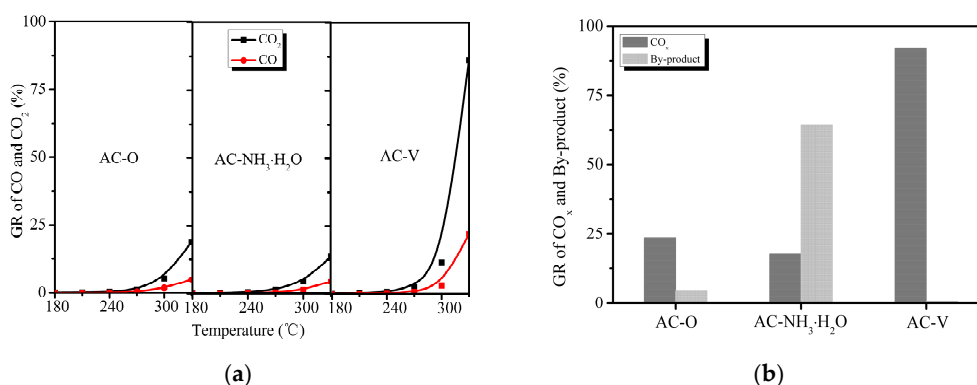 GR of CO and CO₂ (%)
100
75
50
25
0
CO₂
CO
AC-O
AC-NH₃·H₂O
AC-V
180 240 300 180 240 300 180 240 300
Temperature (℃)
(a)
GR of COₓ and By-product (%)
100
75
50
25
0
COₓ
By-product
AC-O AC-NH₃·H₂O AC-V
(b)